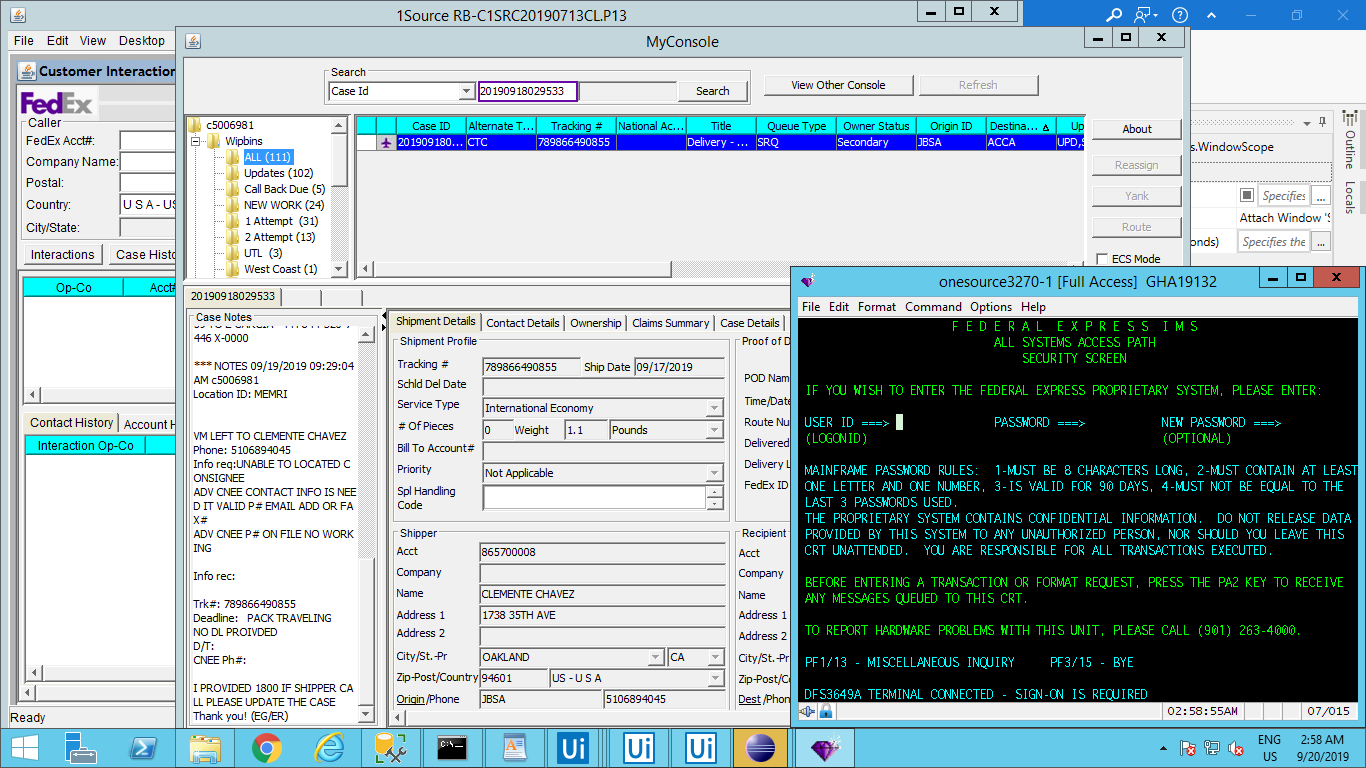 1Source RB-C1SRC20190713CL.P13
File Edit View Desktop
Customer Interaction
FedEx
Caller
FedEx Acct#:
Company Name:
Postal:
Country:
U S A - US
City/State:
Interactions
Case Histo
Op-Co
Acct#
Contact History
Account H
Interaction Op-Co
Ready
MyConsole
Search
Case Id
20190918029533
Search
View Other Console
Refresh
c5006981
Wipbins
ALL (111)
Updates (102)
Call Back Due (5)
NEW WORK (24)
1 Attempt (31)
2 Attempt (13)
UTL (3)
West Coast (1)
Case ID Alternate T... Tracking # National Ac... Title Queue Type Owner Status Origin ID Destina... Up
201909180... CTC 789866490855 Delivery - ... SRQ Secondary JBSA ACCA UPD,S
About
Reassign
Yank
Route
ECS Mode
20190918029533
Case Notes
446 X-0000
*** NOTES 09/19/2019 09:29:04
AM c5006981
Location ID: MEMRI
VM LEFT TO CLEMENTE CHAVEZ
Phone: 5106894045
Info req:UNABLE TO LOCATED C
ONSIGNEE
ADV CNEE CONTACT INFO IS NEE
D IT VALID P# EMAIL ADD OR FA
X#
ADV CNEE P# ON FILE NO WORK
ING
Info rec:
Trk#: 789866490855
Deadline: PACK TRAVELING
NO DL PROIVDED
D/T:
CNEE Ph#:
I PROVIDED 1800 IF SHIPPER CA
LL PLEASE UPDATE THE CASE
Thank you! (EG/ER)
Shipment Details Contact Details Ownership Claims Summary Case Details
Shipment Profile
Tracking # 789866490855 Ship Date 09/17/2019
Schld Del Date
Service Type International Economy
# Of Pieces 0 Weight 1.1 Pounds
Bill To Account#
Priority Not Applicable
Spl Handling
Code
Proof of D
POD Nam
Time/Date
Route Nu
Delivered
Delivery L
FedEx ID
Shipper
Acct 865700008
Company
Name CLEMENTE CHAVEZ
Address 1 1738 35TH AVE
Address 2
City/St.-Pr OAKLAND CA
Zip-Post/Country 94601 US - U S A
Origin/Phone JBSA 5106894045
Recipient
Acct
Company
Name
Address 1
Address 2
City/St.-Pr
Zip-Post/C
Dest /Phone
s.WindowScope
Specifies
...
Attach Window 'S
onds)
Specifies the
...
Outline
Locals
onesource3270-1 [Full Access] GHA19132
File Edit Format Command Options Help
F E D E R A L E X P R E S S I M S
ALL SYSTEMS ACCESS PATH
SECURITY SCREEN
IF YOU WISH TO ENTER THE FEDERAL EXPRESS PROPRIETARY SYSTEM, PLEASE ENTER:
USER ID ===> PASSWORD ===> NEW PASSWORD ===>
(LOGONID) (OPTIONAL)
MAINFRAME PASSWORD RULES: 1-MUST BE 8 CHARACTERS LONG, 2-MUST CONTAIN AT LEAST
ONE LETTER AND ONE NUMBER, 3-IS VALID FOR 90 DAYS, 4-MUST NOT BE EQUAL TO THE
LAST 3 PASSWORDS USED.
THE PROPRIETARY SYSTEM CONTAINS CONFIDENTIAL INFORMATION. DO NOT RELEASE DATA
PROVIDED BY THIS SYSTEM TO ANY UNAUTHORIZED PERSON, NOR SHOULD YOU LEAVE THIS
CRT UNATTENDED. YOU ARE RESPONSIBLE FOR ALL TRANSACTIONS EXECUTED.
BEFORE ENTERING A TRANSACTION OR FORMAT REQUEST, PRESS THE PA2 KEY TO RECEIVE
ANY MESSAGES QUEUED TO THIS CRT.
TO REPORT HARDWARE PROBLEMS WITH THIS UNIT, PLEASE CALL (901) 263-4000.
PF1/13 - MISCELLANEOUS INQUIRY PF3/15 - BYE
DFS3649A TERMINAL CONNECTED - SIGN-ON IS REQUIRED
02:58:55AM 07/015
Ui Ui Ui
ENG
US
2:58 AM
9/20/2019